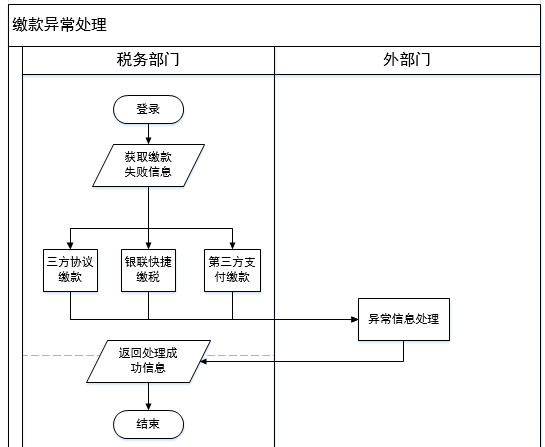 缴款异常处理
税务部门
外部门
登录
获取缴款
失败信息
三方协议
缴款
银联快捷
缴税
第三方支
付缴款
异常信息处理
返回处理成
功信息
结束